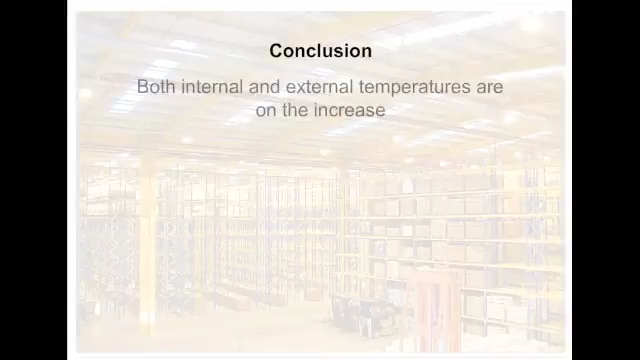 Conclusion
Both internal and external temperatures are
on the increase